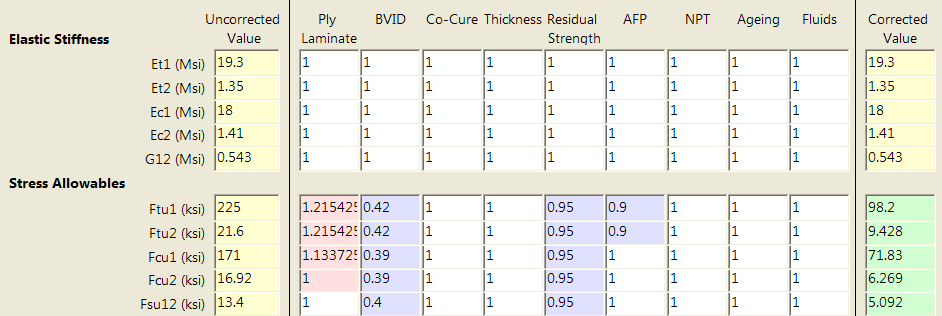 Uncorrected Value Ply Laminate BVID Co-Cure Thickness Residual Strength AFP NPT Ageing Fluids Corrected Value
Elastic Stiffness
Et1 (Msi) 19.3 1 1 1 1 1 1 1 1 1 19.3
Et2 (Msi) 1.35 1 1 1 1 1 1 1 1 1 1.35
Ec1 (Msi) 18 1 1 1 1 1 1 1 1 1 18
Ec2 (Msi) 1.41 1 1 1 1 1 1 1 1 1 1.41
G12 (Msi) 0.543 1 1 1 1 1 1 1 1 1 0.543
Stress Allowables
Ftu1 (ksi) 225 1.215425 0.42 1 1 0.95 0.9 1 1 1 98.2
Ftu2 (ksi) 21.6 1.215425 0.42 1 1 0.95 0.9 1 1 1 9.428
Fcu1 (ksi) 171 1.133725 0.39 1 1 0.95 1 1 1 1 71.83
Fcu2 (ksi) 16.92 1 0.39 1 1 0.95 1 1 1 1 6.269
Fsu12 (ksi) 13.4 1 0.4 1 1 0.95 1 1 1 1 5.092